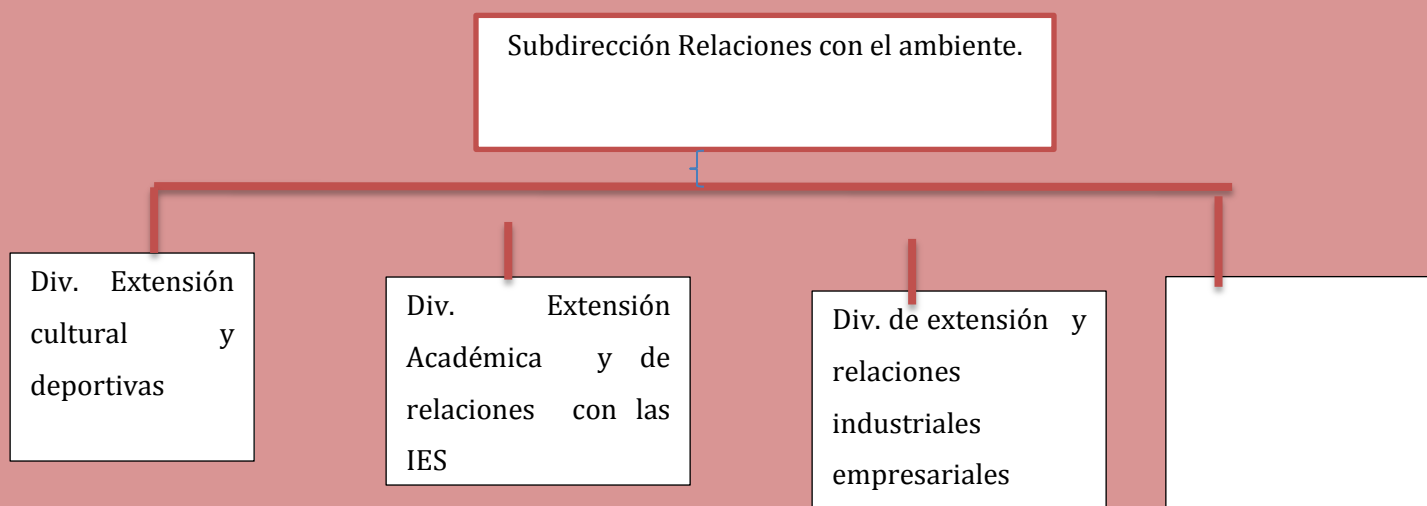 Subdirección Relaciones con el ambiente.
Div. Extensión
cultural y
deportivas
Div. Extensión
Académica y de
relaciones con las
IES
Div. de extensión y
relaciones
industriales
empresariales